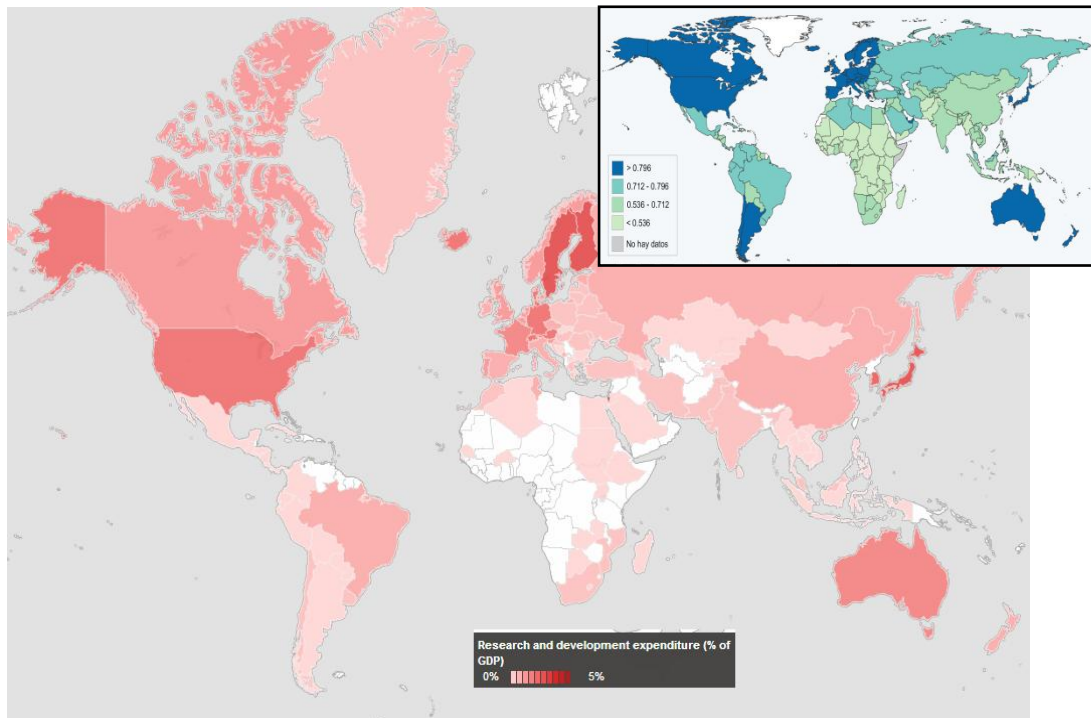 > 0.796
0.712 - 0.796
0.536 - 0.712
< 0.536
No hay datos
Research and development expenditure (% of
GDP)
0% 5%